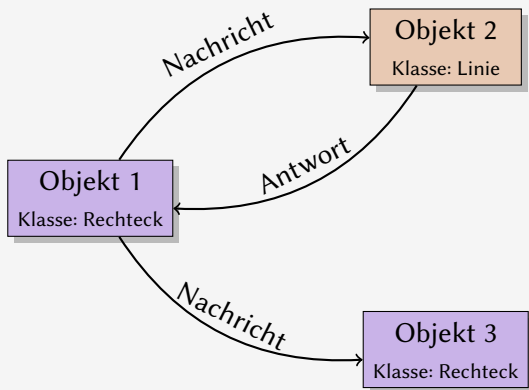 Nachricht
Objekt 2
Klasse: Linie
Antwort
Objekt 1
Klasse: Rechteck
Nachricht
Objekt 3
Klasse: Rechteck